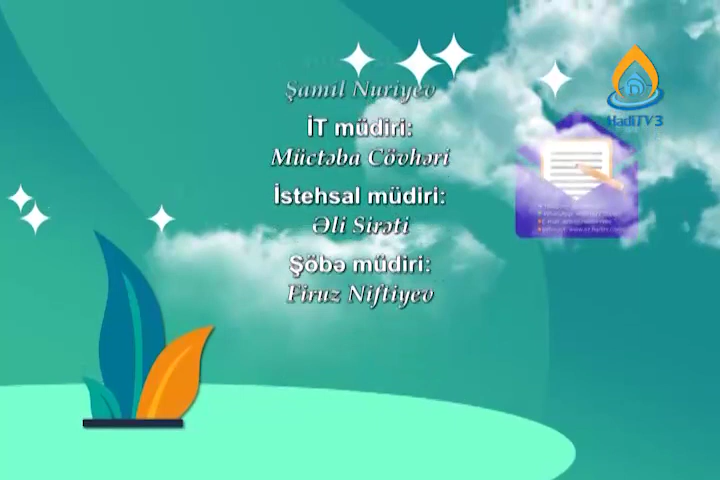 Şamil Nuriyev
İT müdiri:
Müctəba Cövhəri
İstehsal müdiri:
Əli Sirəti
Şöbə müdiri:
Firuz Niftiyev
HadiTV3